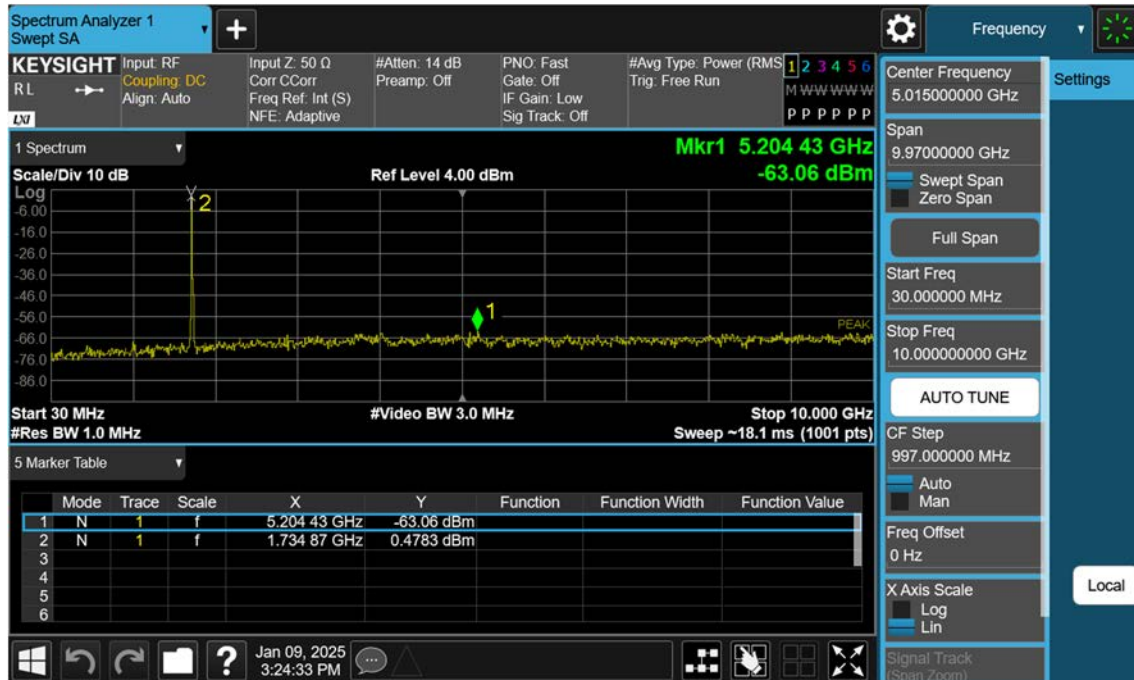 Spectrum Analyzer 1
Swept SA
+
Frequency
KEYSIGHT
RL
LXI
Input: RF
Coupling: DC
Align: Auto
Input Z: 50 Ω
Corr CCorr
Freq Ref: Int (S)
NFE: Adaptive
#Atten: 14 dB
Preamp: Off
PNO: Fast
Gate: Off
IF Gain: Low
Sig Track: Off
#Avg Type: Power (RMS
Trig: Free Run
1 2 3 4 5 6
M W W W W W
P P P P P P
1 Spectrum
Mkr1 5.204 43 GHz
-63.06 dBm
Scale/Div 10 dB
Ref Level 4.00 dBm
Log
-6.00
-16.0
-26.0
-36.0
-46.0
-56.0
-66.0
-76.0
-86.0
2
1
PEAK
Start 30 MHz
#Video BW 3.0 MHz
Stop 10.000 GHz
#Res BW 1.0 MHz
Sweep ~18.1 ms (1001 pts)
5 Marker Table
Mode Trace Scale X Y Function Function Width Function Value
1 N 1 f 5.204 43 GHz -63.06 dBm
2 N 1 f 1.734 87 GHz 0.4783 dBm
3
4
5
6
?
Jan 09, 2025
3:24:33 PM
Center Frequency
5.015000000 GHz
Settings
Span
9.97000000 GHz
Swept Span
Zero Span
Full Span
Start Freq
30.000000 MHz
Stop Freq
10.000000000 GHz
AUTO TUNE
CF Step
997.000000 MHz
Auto
Man
Freq Offset
0 Hz
X Axis Scale
Log
Lin
Local
Signal Track
(Span Zoom)